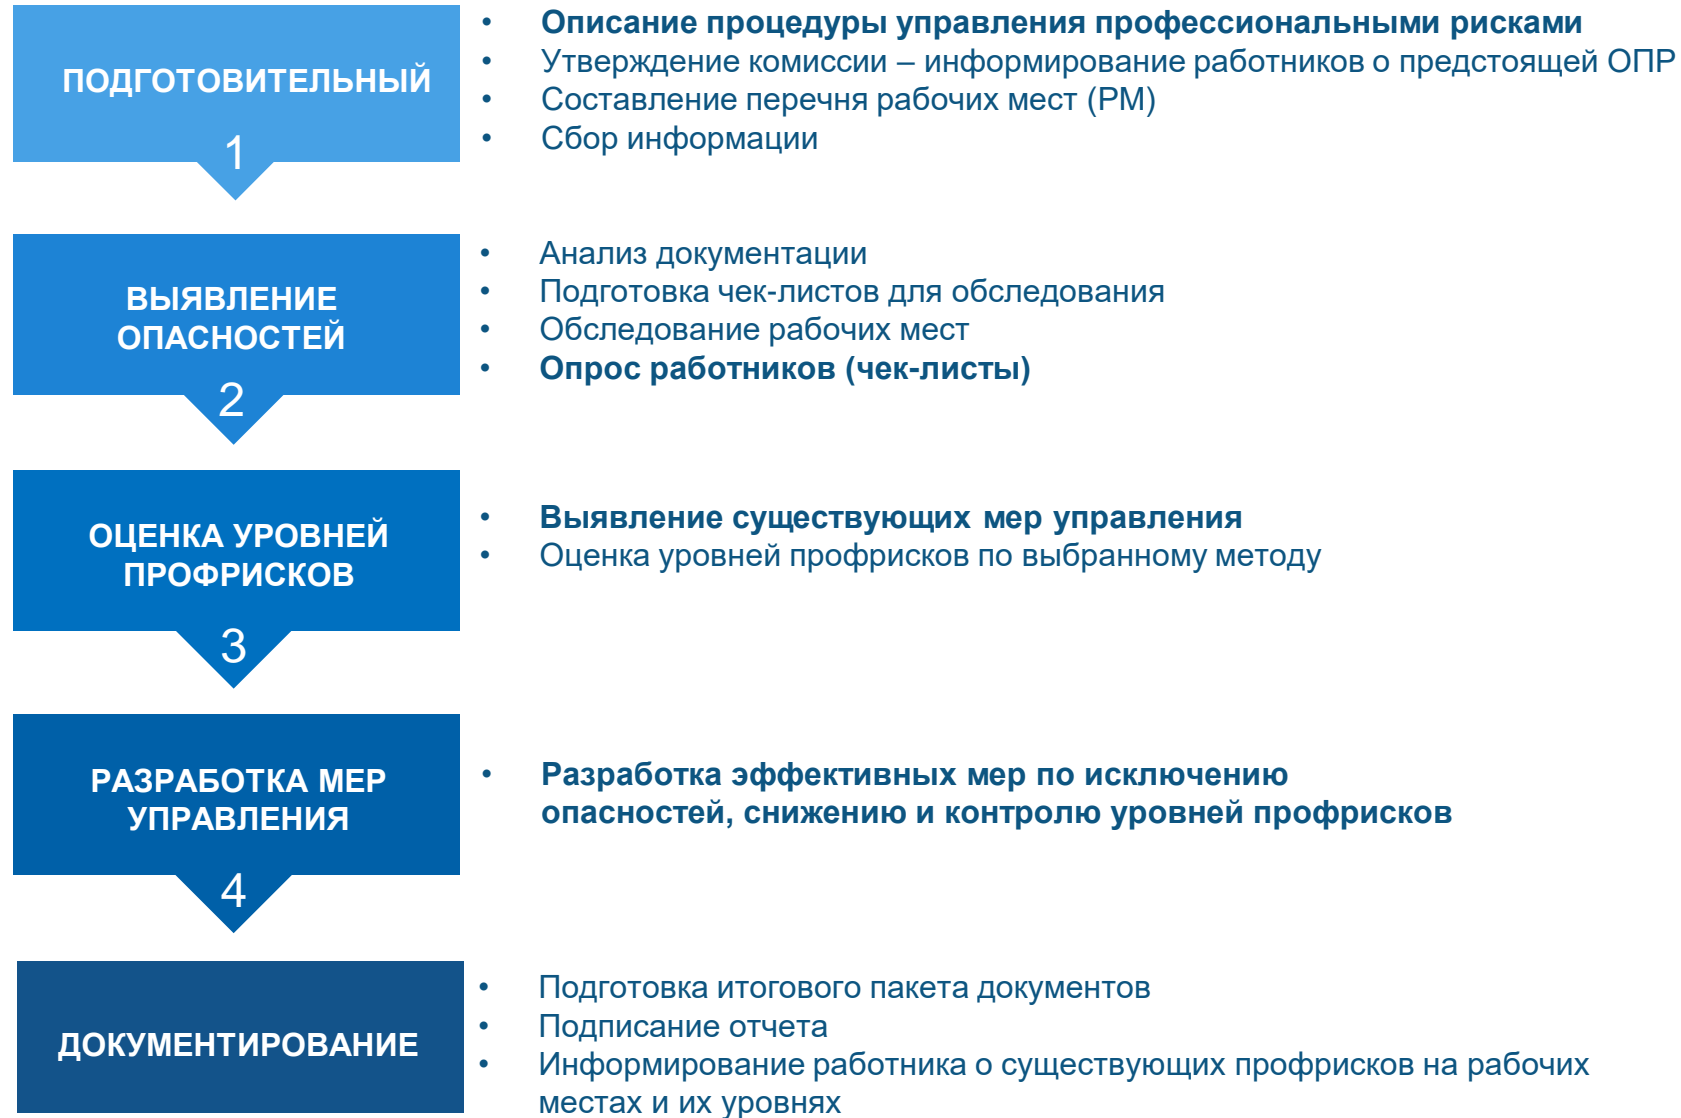 ПОДГОТОВИТЕЛЬНЫЙ
1
• Описание процедуры управления профессиональными рисками
• Утверждение комиссии – информирование работников о предстоящей ОПР
• Составление перечня рабочих мест (РМ)
• Сбор информации
ВЫЯВЛЕНИЕ
ОПАСНОСТЕЙ
2
• Анализ документации
• Подготовка чек-листов для обследования
• Обследование рабочих мест
• Опрос работников (чек-листы)
ОЦЕНКА УРОВНЕЙ
ПРОФРИСКОВ
3
• Выявление существующих мер управления
• Оценка уровней профрисков по выбранному методу
РАЗРАБОТКА МЕР
УПРАВЛЕНИЯ
4
• Разработка эффективных мер по исключению
опасностей, снижению и контролю уровней профрисков
ДОКУМЕНТИРОВАНИЕ
• Подготовка итогового пакета документов
• Подписание отчета
• Информирование работника о существующих профрисков на рабочих
местах и их уровнях